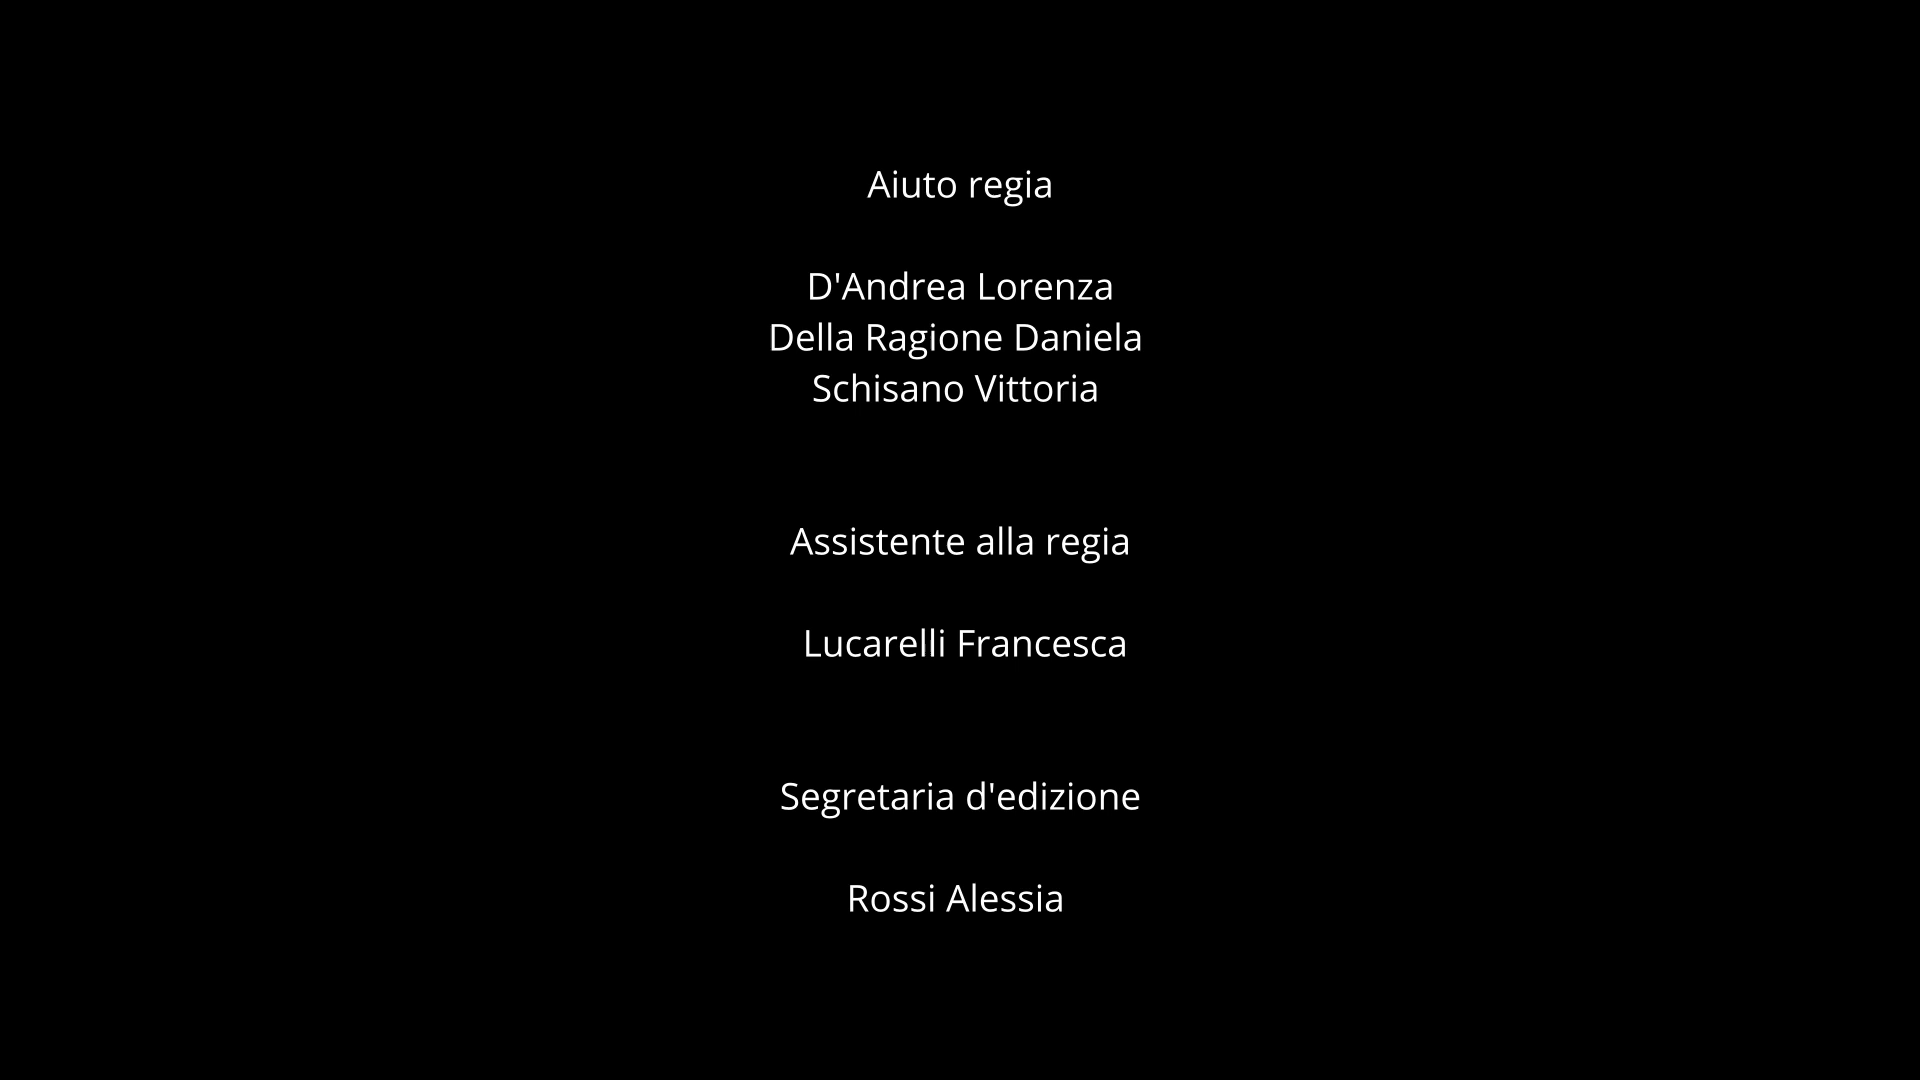 Aiuto regia
D'Andrea Lorenza
Della Ragione Daniela
Schisano Vittoria
Assistente alla regia
Lucarelli Francesca
Segretaria d'edizione
Rossi Alessia